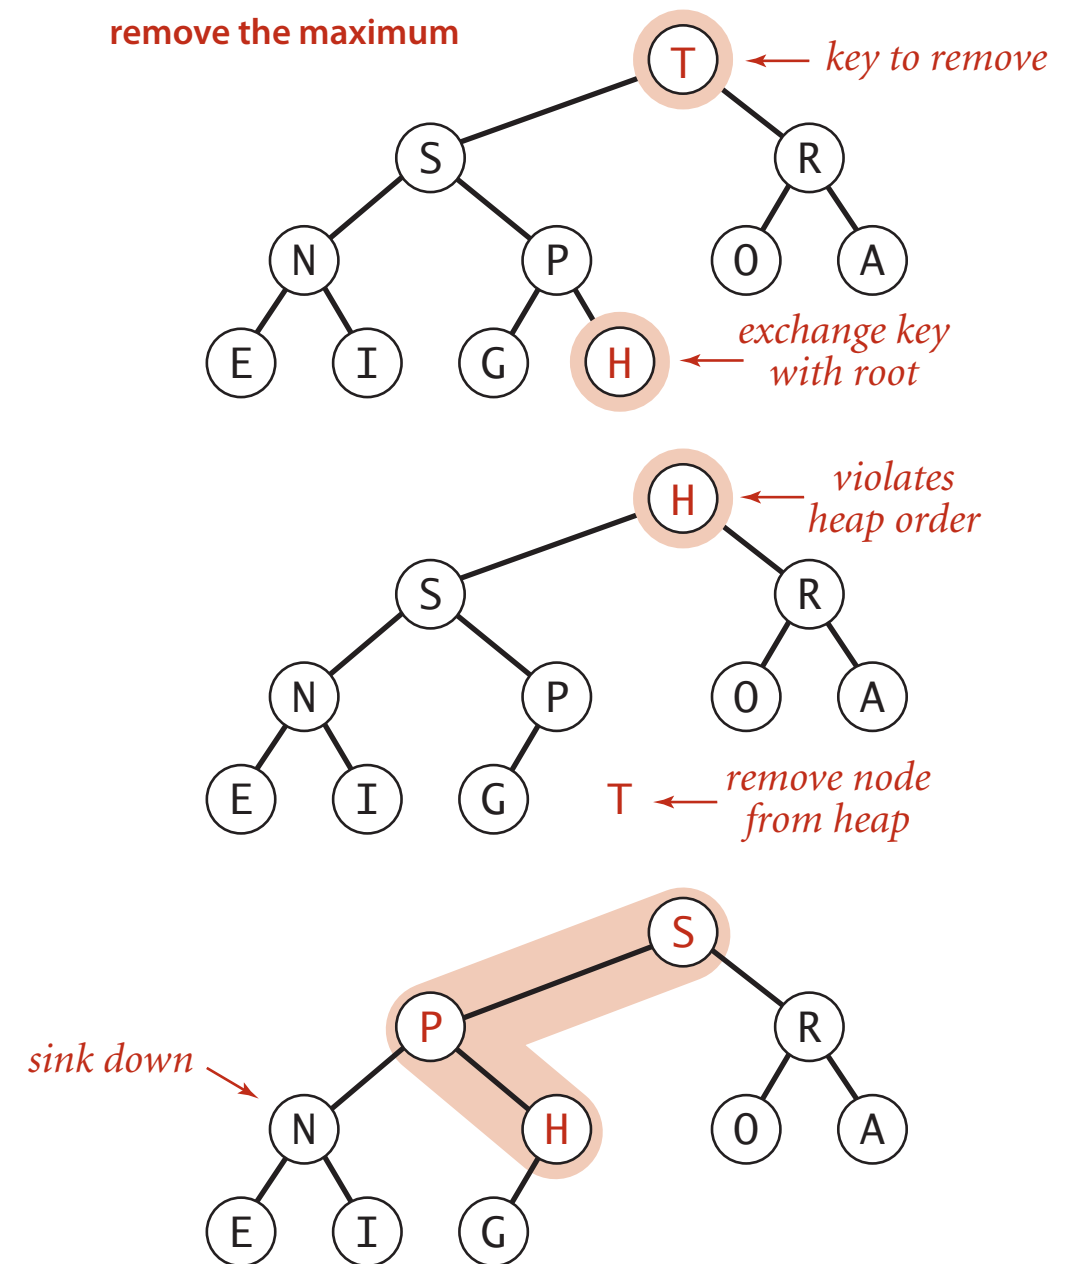 remove the maximum
T
key to remove
S
R
N
P
O
A
E
I
G
H
exchange key
with root
H
violates
heap order
S
R
N
P
O
A
E
I
G
T
remove node
from heap
S
P
R
sink down
N
H
O
A
E
I
G